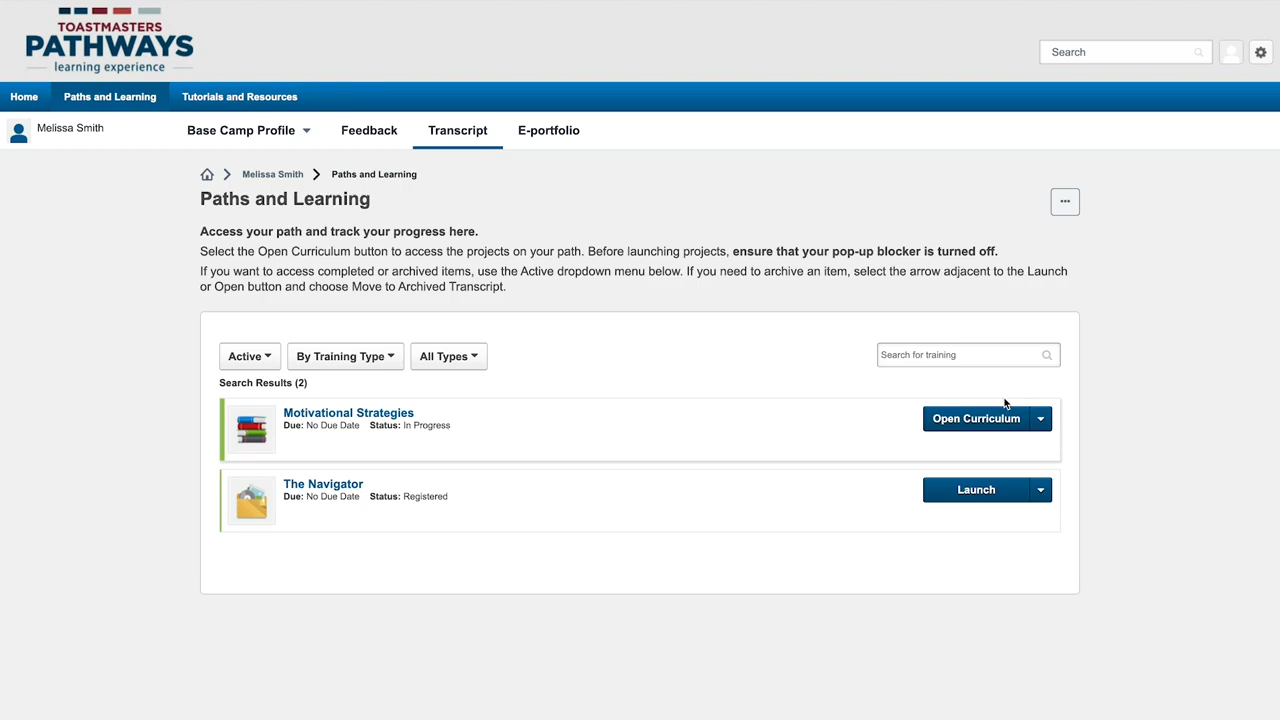 TOASTMASTERS
PATHWAYS
learning experience
Search
Home
Paths and Learning
Tutorials and Resources
Melissa Smith
Base Camp Profile
Feedback
Transcript
E-portfolio
Melissa Smith
Paths and Learning
Paths and Learning
...
Access your path and track your progress here.
Select the Open Curriculum button to access the projects on your path. Before launching projects, ensure that your pop-up blocker is turned off.
If you want to access completed or archived items, use the Active dropdown menu below. If you need to archive an item, select the arrow adjacent to the Launch
or Open button and choose Move to Archived Transcript.
Active
By Training Type
All Types
Search for training
Search Results (2)
Motivational Strategies
Due: No Due Date Status: In Progress
Open Curriculum
The Navigator
Due: No Due Date Status: Registered
Launch